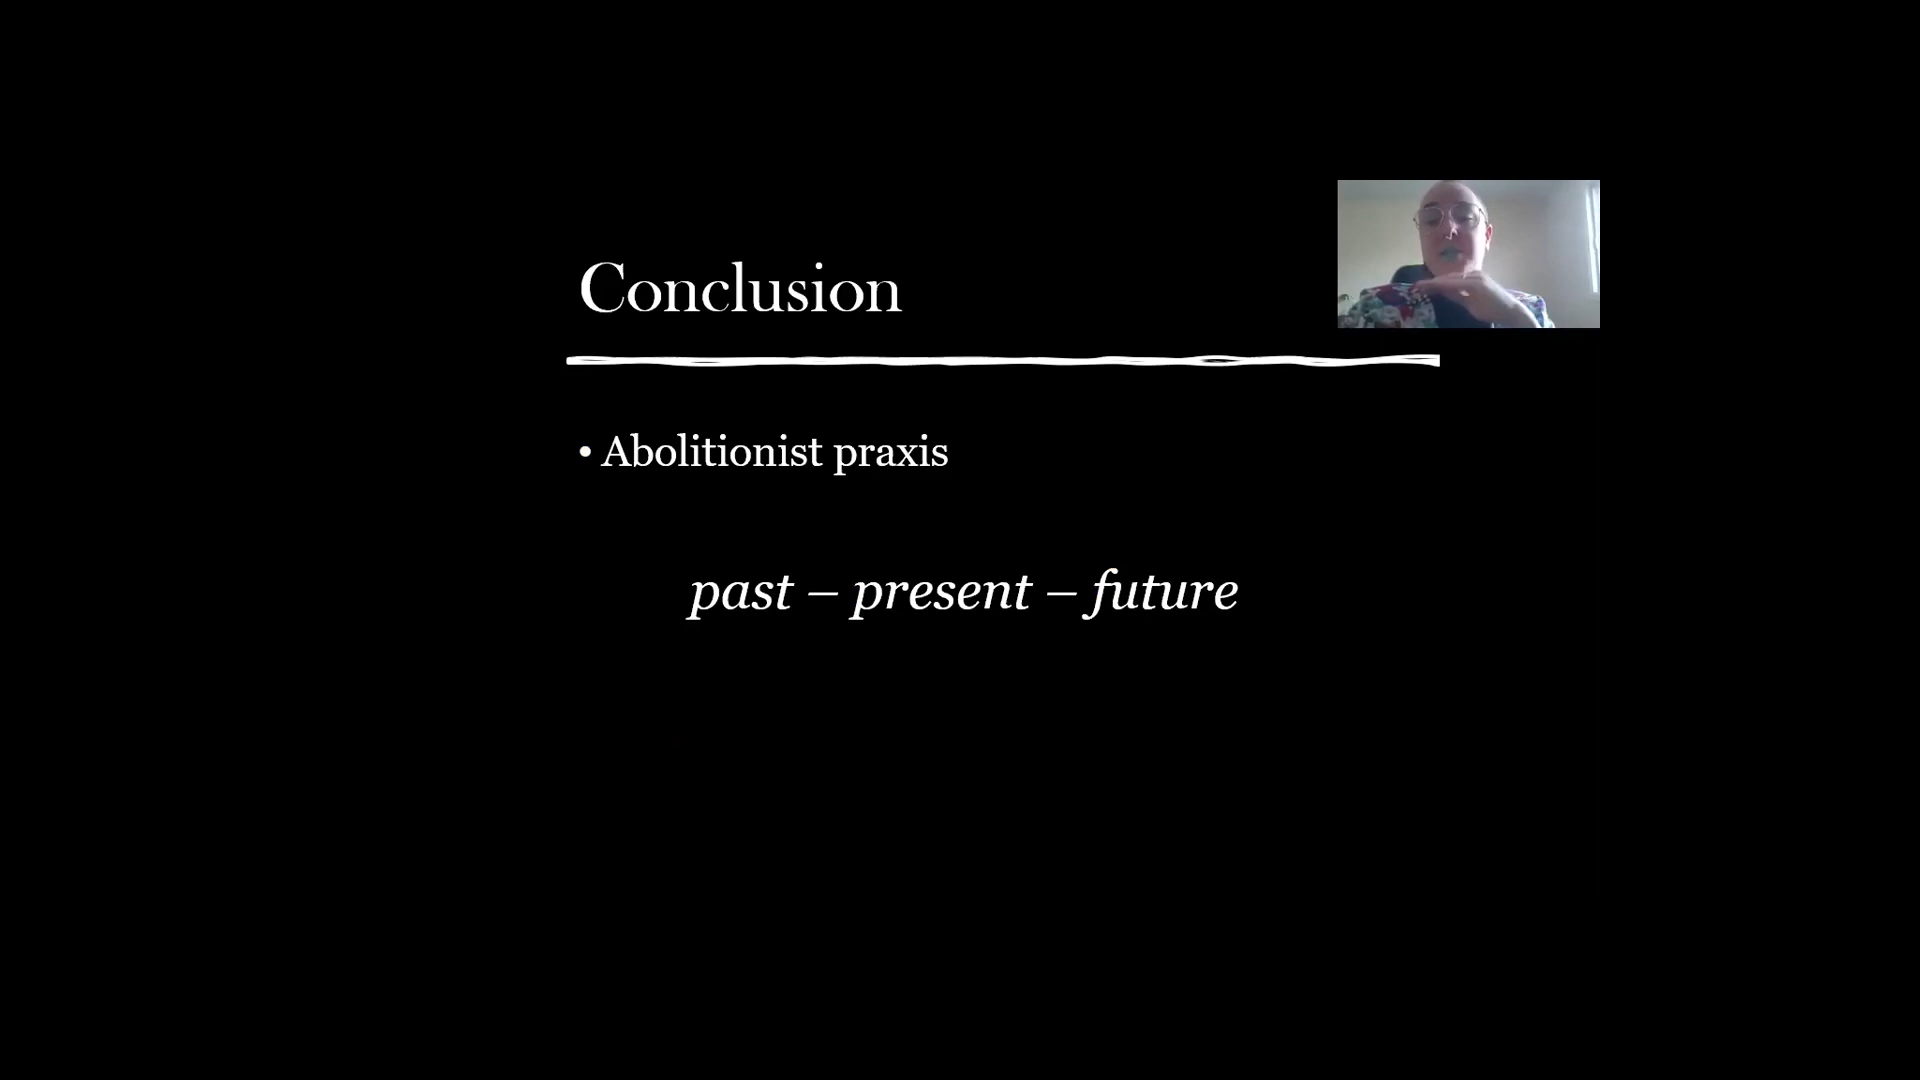 Conclusion
• Abolitionist praxis
past – present – future